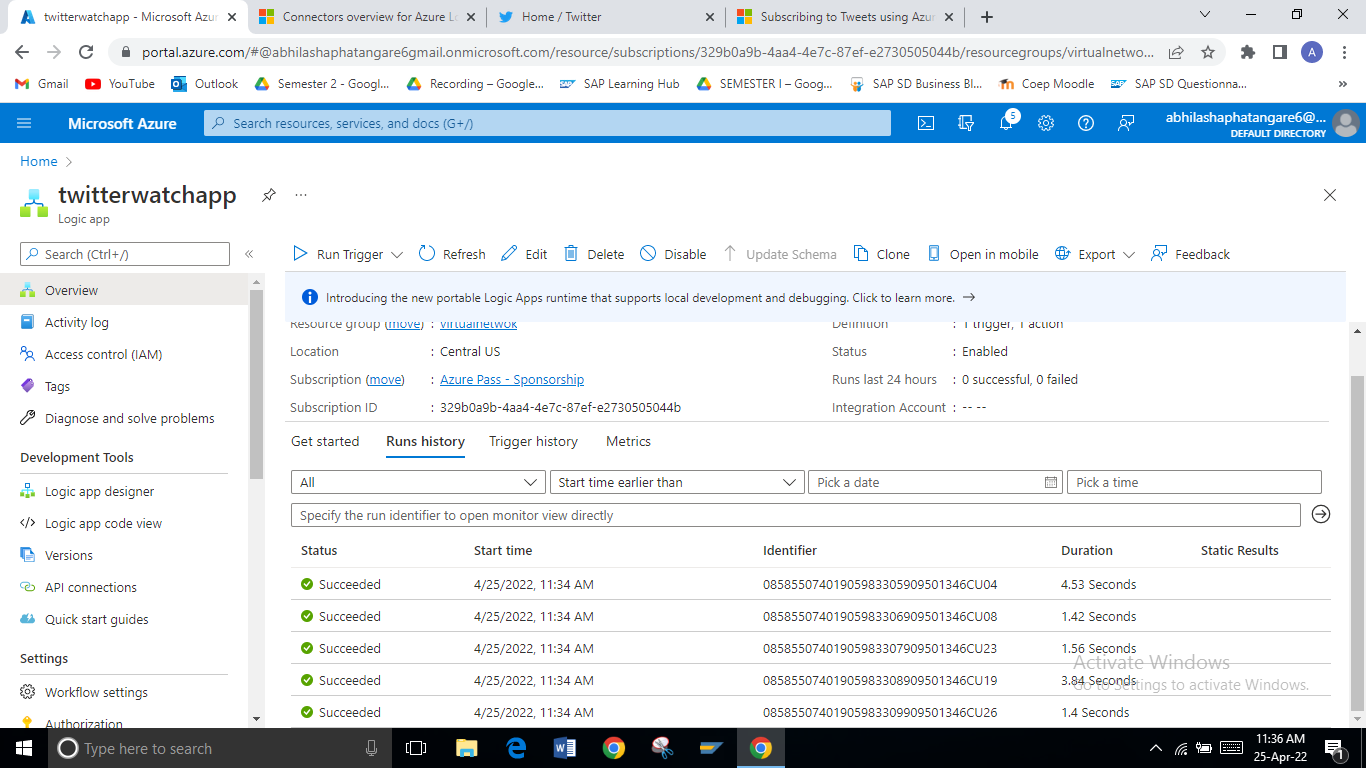 twitterwatchapp - Microsoft Azur
Connectors overview for Azure Lo
Home / Twitter
Subscribing to Tweets using Azur
portal.azure.com/#@abhilashaphatangare6gmail.onmicrosoft.com/resource/subscriptions/329b0a9b-4aa4-4e7c-87ef-e2730505044b/resourcegroups/virtualnetwo...
A
Gmail YouTube Outlook Semester 2 - Googl... Recording – Google... SAP Learning Hub SEMESTER I – Goog... SAP SD Business Bl... Coep Moodle SAP SD Questionna... »
Microsoft Azure
Search resources, services, and docs (G+/)
5
abhilashaphatangare6@...
DEFAULT DIRECTORY
Home >
twitterwatchapp
...
Logic app
Search (Ctrl+/)
«
Overview
Activity log
Access control (IAM)
Tags
Diagnose and solve problems
Development Tools
Logic app designer
Logic app code view
Versions
API connections
Quick start guides
Settings
Workflow settings
Authorization
Run Trigger Refresh Edit Delete Disable Update Schema Clone Open in mobile Export Feedback
Introducing the new portable Logic Apps runtime that supports local development and debugging. Click to learn more. →
Resource group (move) : virtualnetwok
Definition : 1 trigger, 1 action
Location : Central US
Status : Enabled
Subscription (move) : Azure Pass - Sponsorship
Runs last 24 hours : 0 successful, 0 failed
Subscription ID : 329b0a9b-4aa4-4e7c-87ef-e2730505044b
Integration Account : -- --
Get started Runs history Trigger history Metrics
All Start time earlier than Pick a date Pick a time
Specify the run identifier to open monitor view directly
Status Start time Identifier Duration Static Results
Succeeded 4/25/2022, 11:34 AM 08585507401905983305909501346CU04 4.53 Seconds
Succeeded 4/25/2022, 11:34 AM 08585507401905983306909501346CU08 1.42 Seconds
Succeeded 4/25/2022, 11:34 AM 08585507401905983307909501346CU23 1.56 Seconds
Succeeded 4/25/2022, 11:34 AM 08585507401905983308909501346CU19 3.84 Seconds
Succeeded 4/25/2022, 11:34 AM 08585507401905983309909501346CU26 1.4 Seconds
Activate Windows
Go to Settings to activate Windows.
Type here to search
11:36 AM
25-Apr-22
1